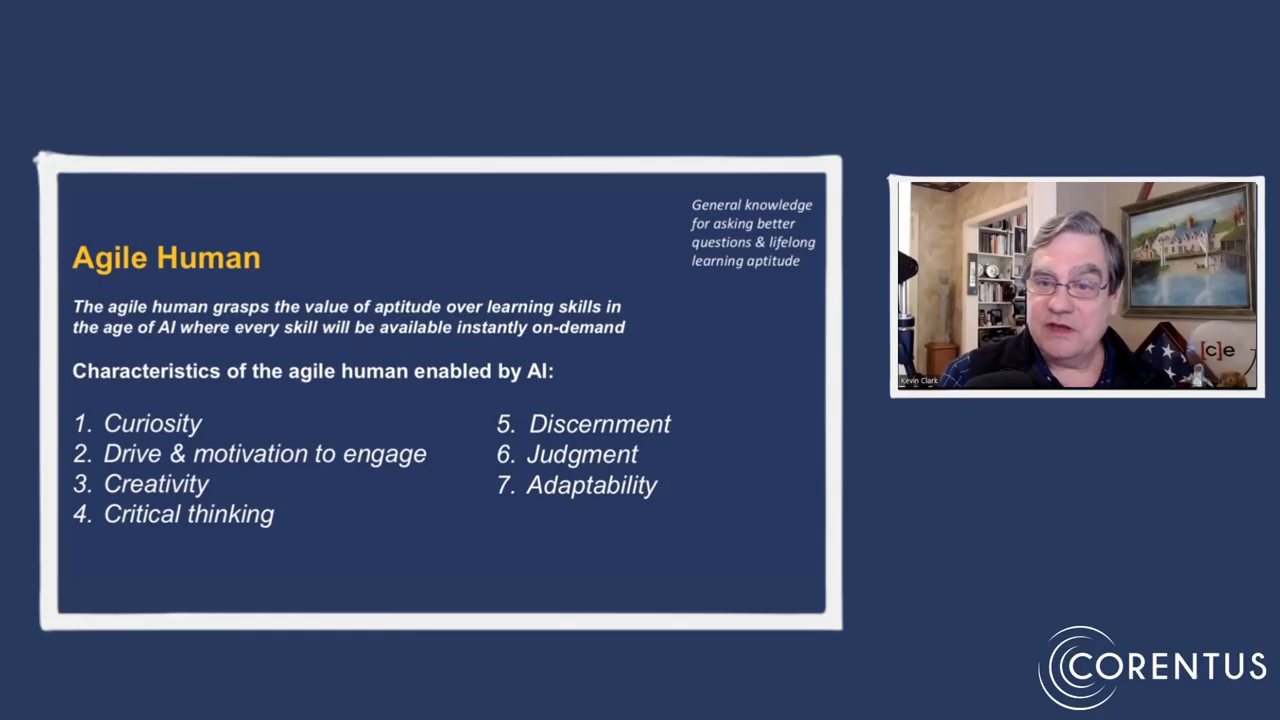 General knowledge
for asking better
questions & lifelong
learning aptitude
Agile Human
The agile human grasps the value of aptitude over learning skills in
the age of AI where every skill will be available instantly on-demand
Characteristics of the agile human enabled by AI:
1. Curiosity
2. Drive & motivation to engage
3. Creativity
4. Critical thinking
5. Discernment
6. Judgment
7. Adaptability
[c]e
Kevin Clark
CORENTUS